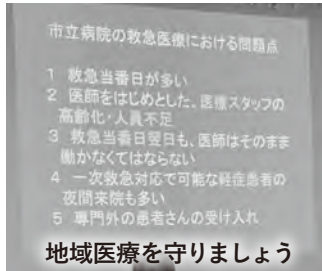 市立病院の救急医療における問題点
1 救急当番日が多い
2 医師をはじめとした、医療スタッフの
高齢化・人員不足
3 救急当番日翌日も、医師はそのまま
働かなくてはならない
4 一次救急対応で可能な軽症患者の
夜間来院も多い
5 専門外の患者さんの受け入れ
地域医療を守りましょう